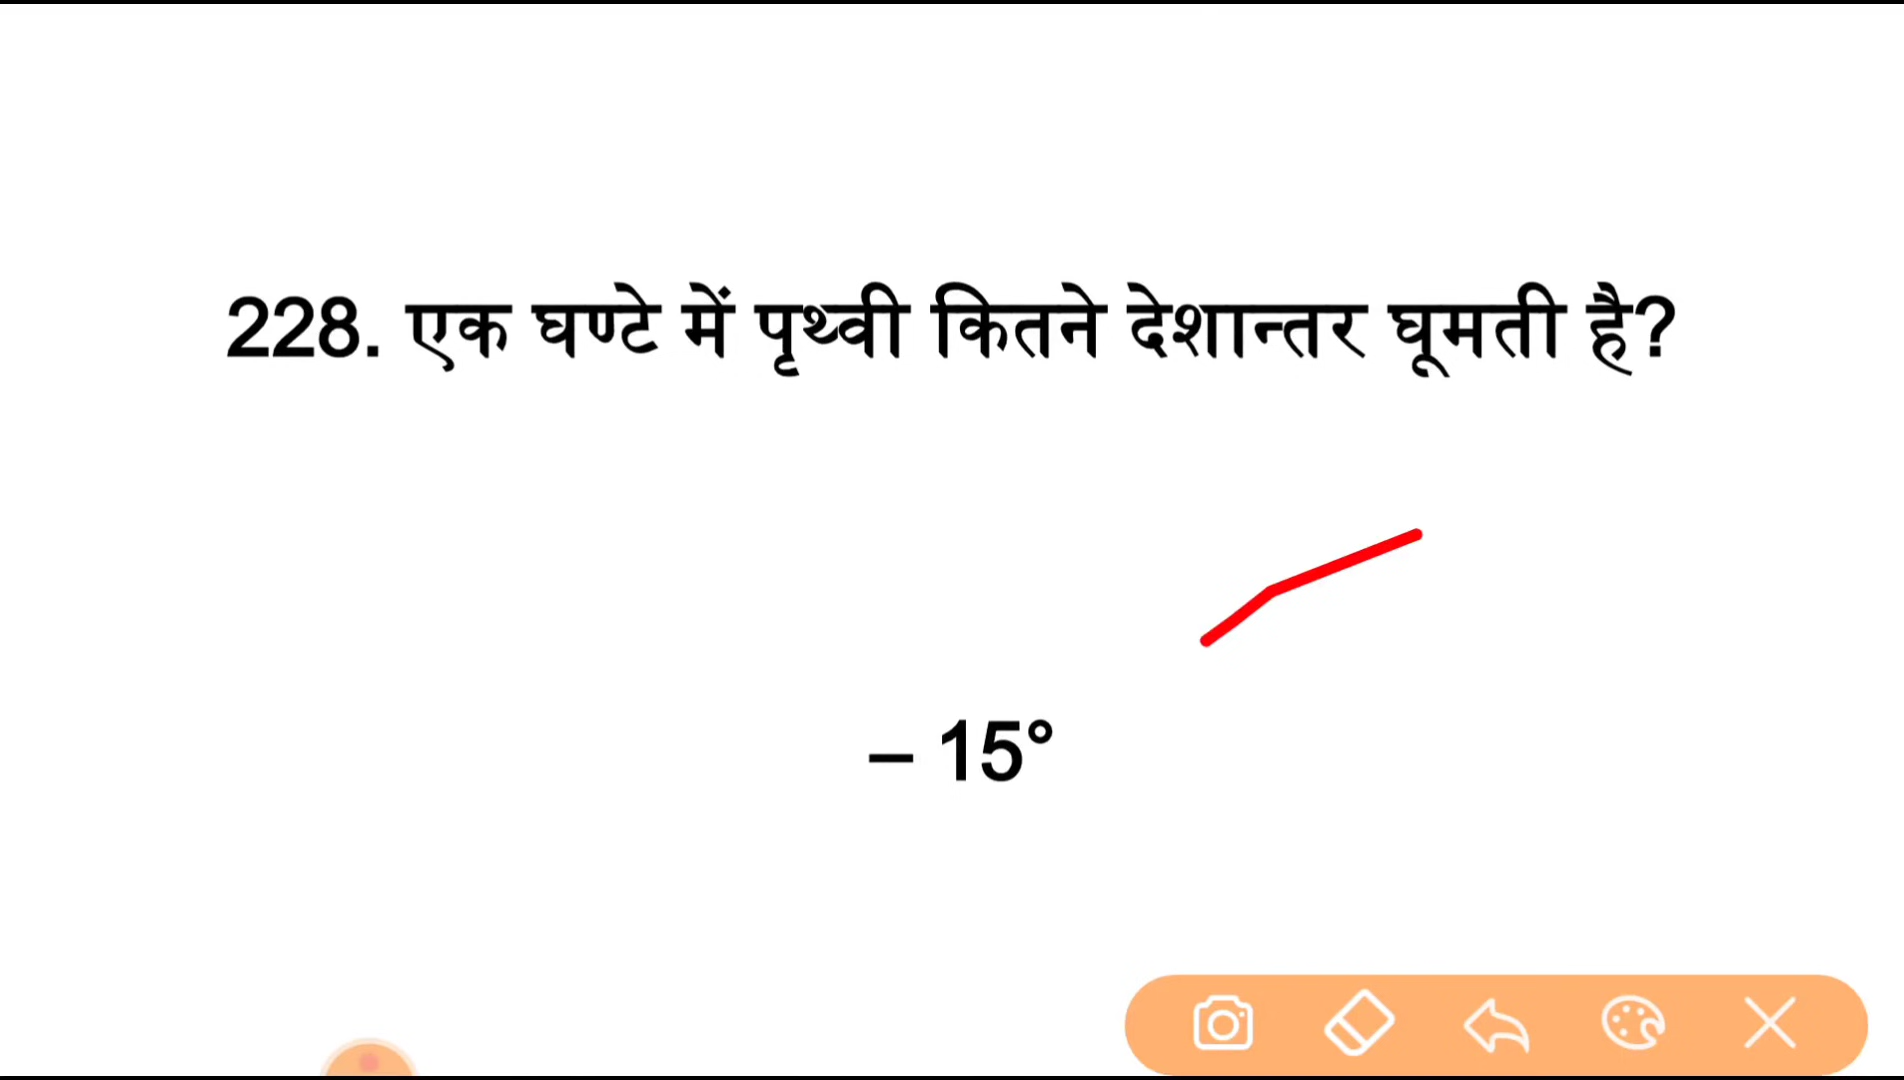 228. एक घण्टे में पृथ्वी कितने देशान्तर घूमती है?
– 15°